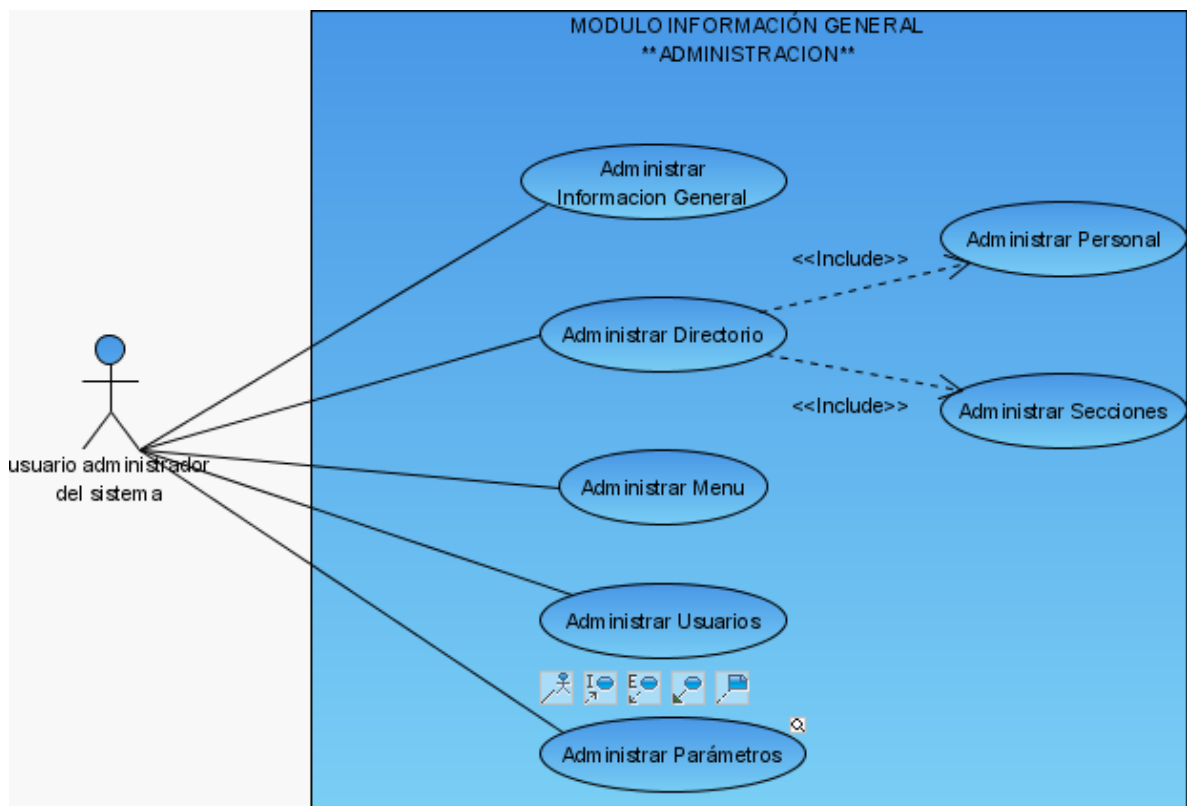 MODULO INFORMACIÓN GENERAL
**ADMINISTRACION**
Administrar
Informacion General
Administrar Personal
<<Include>>
Administrar Directorio
<<Include>>
Administrar Secciones
usuario administrador
del sistema
Administrar Menu
Administrar Usuarios
I
E
Administrar Parámetros